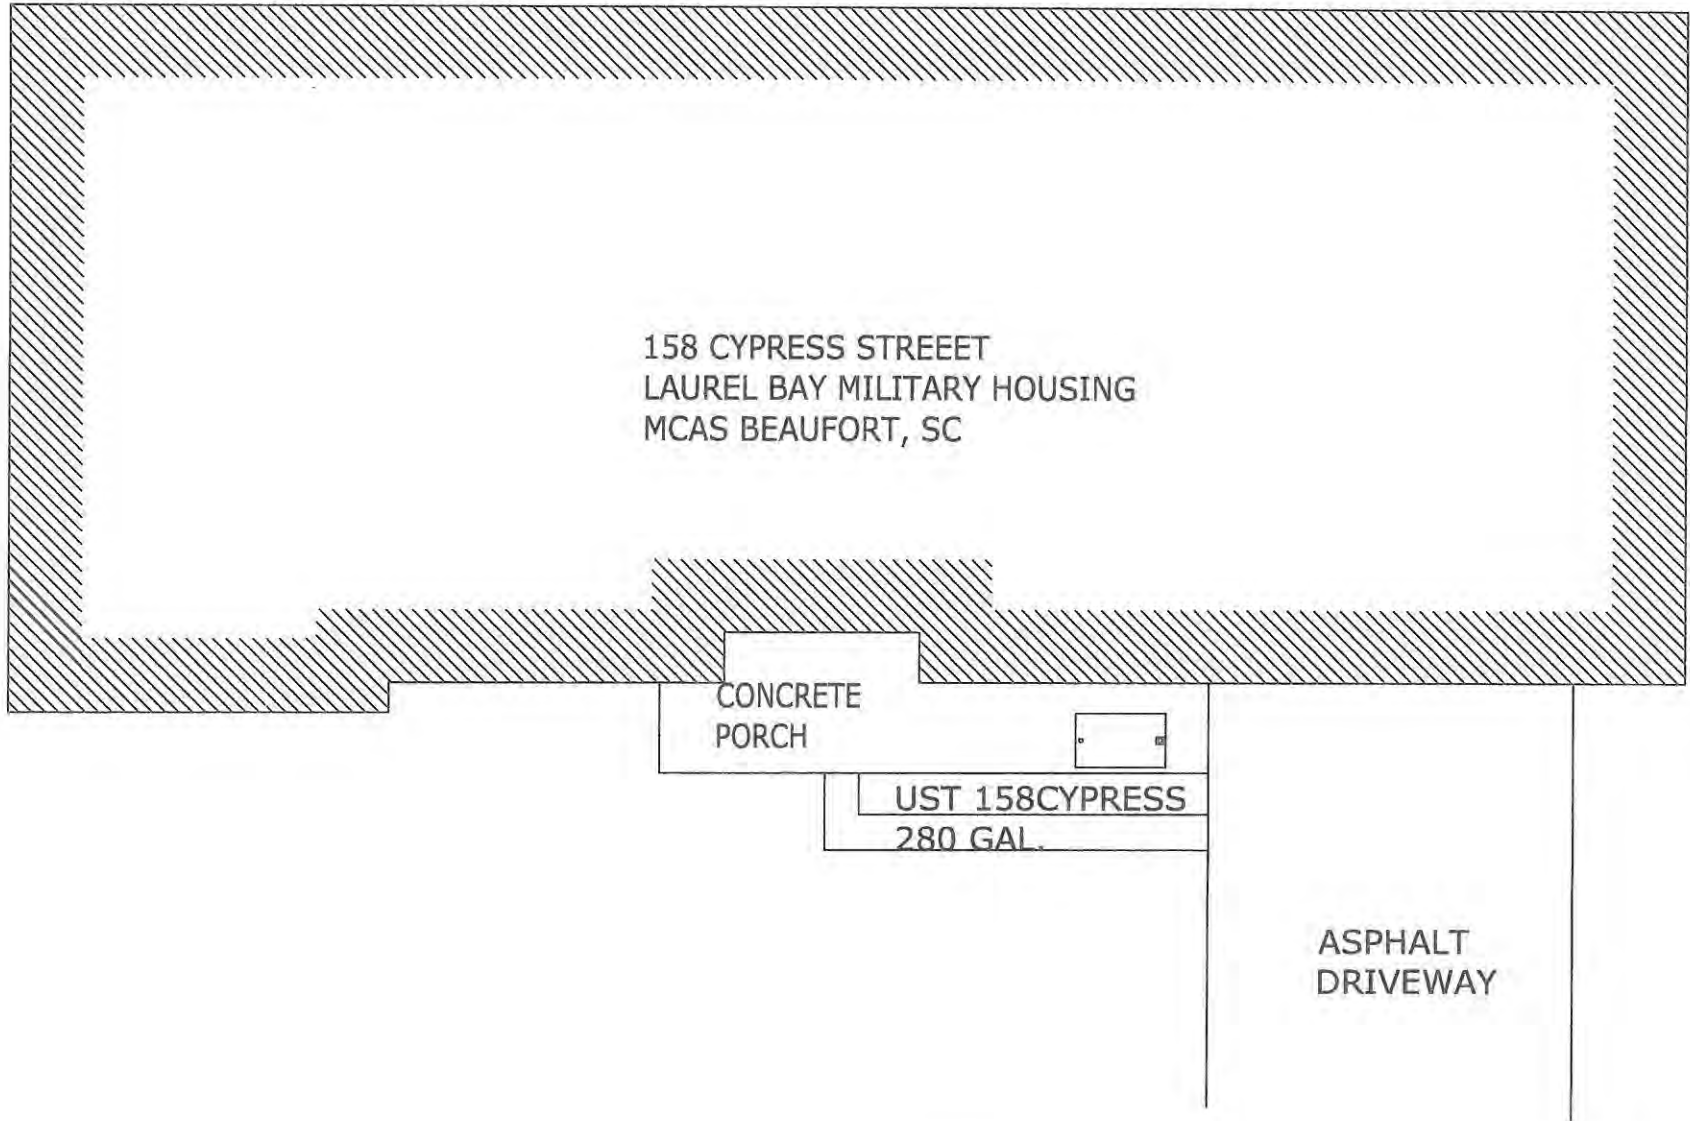 158 CYPRESS STREEET
LAUREL BAY MILITARY HOUSING
MCAS BEAUFORT, SC
CONCRETE
PORCH
UST 158CYPRESS
280 GAL.
ASPHALT
DRIVEWAY